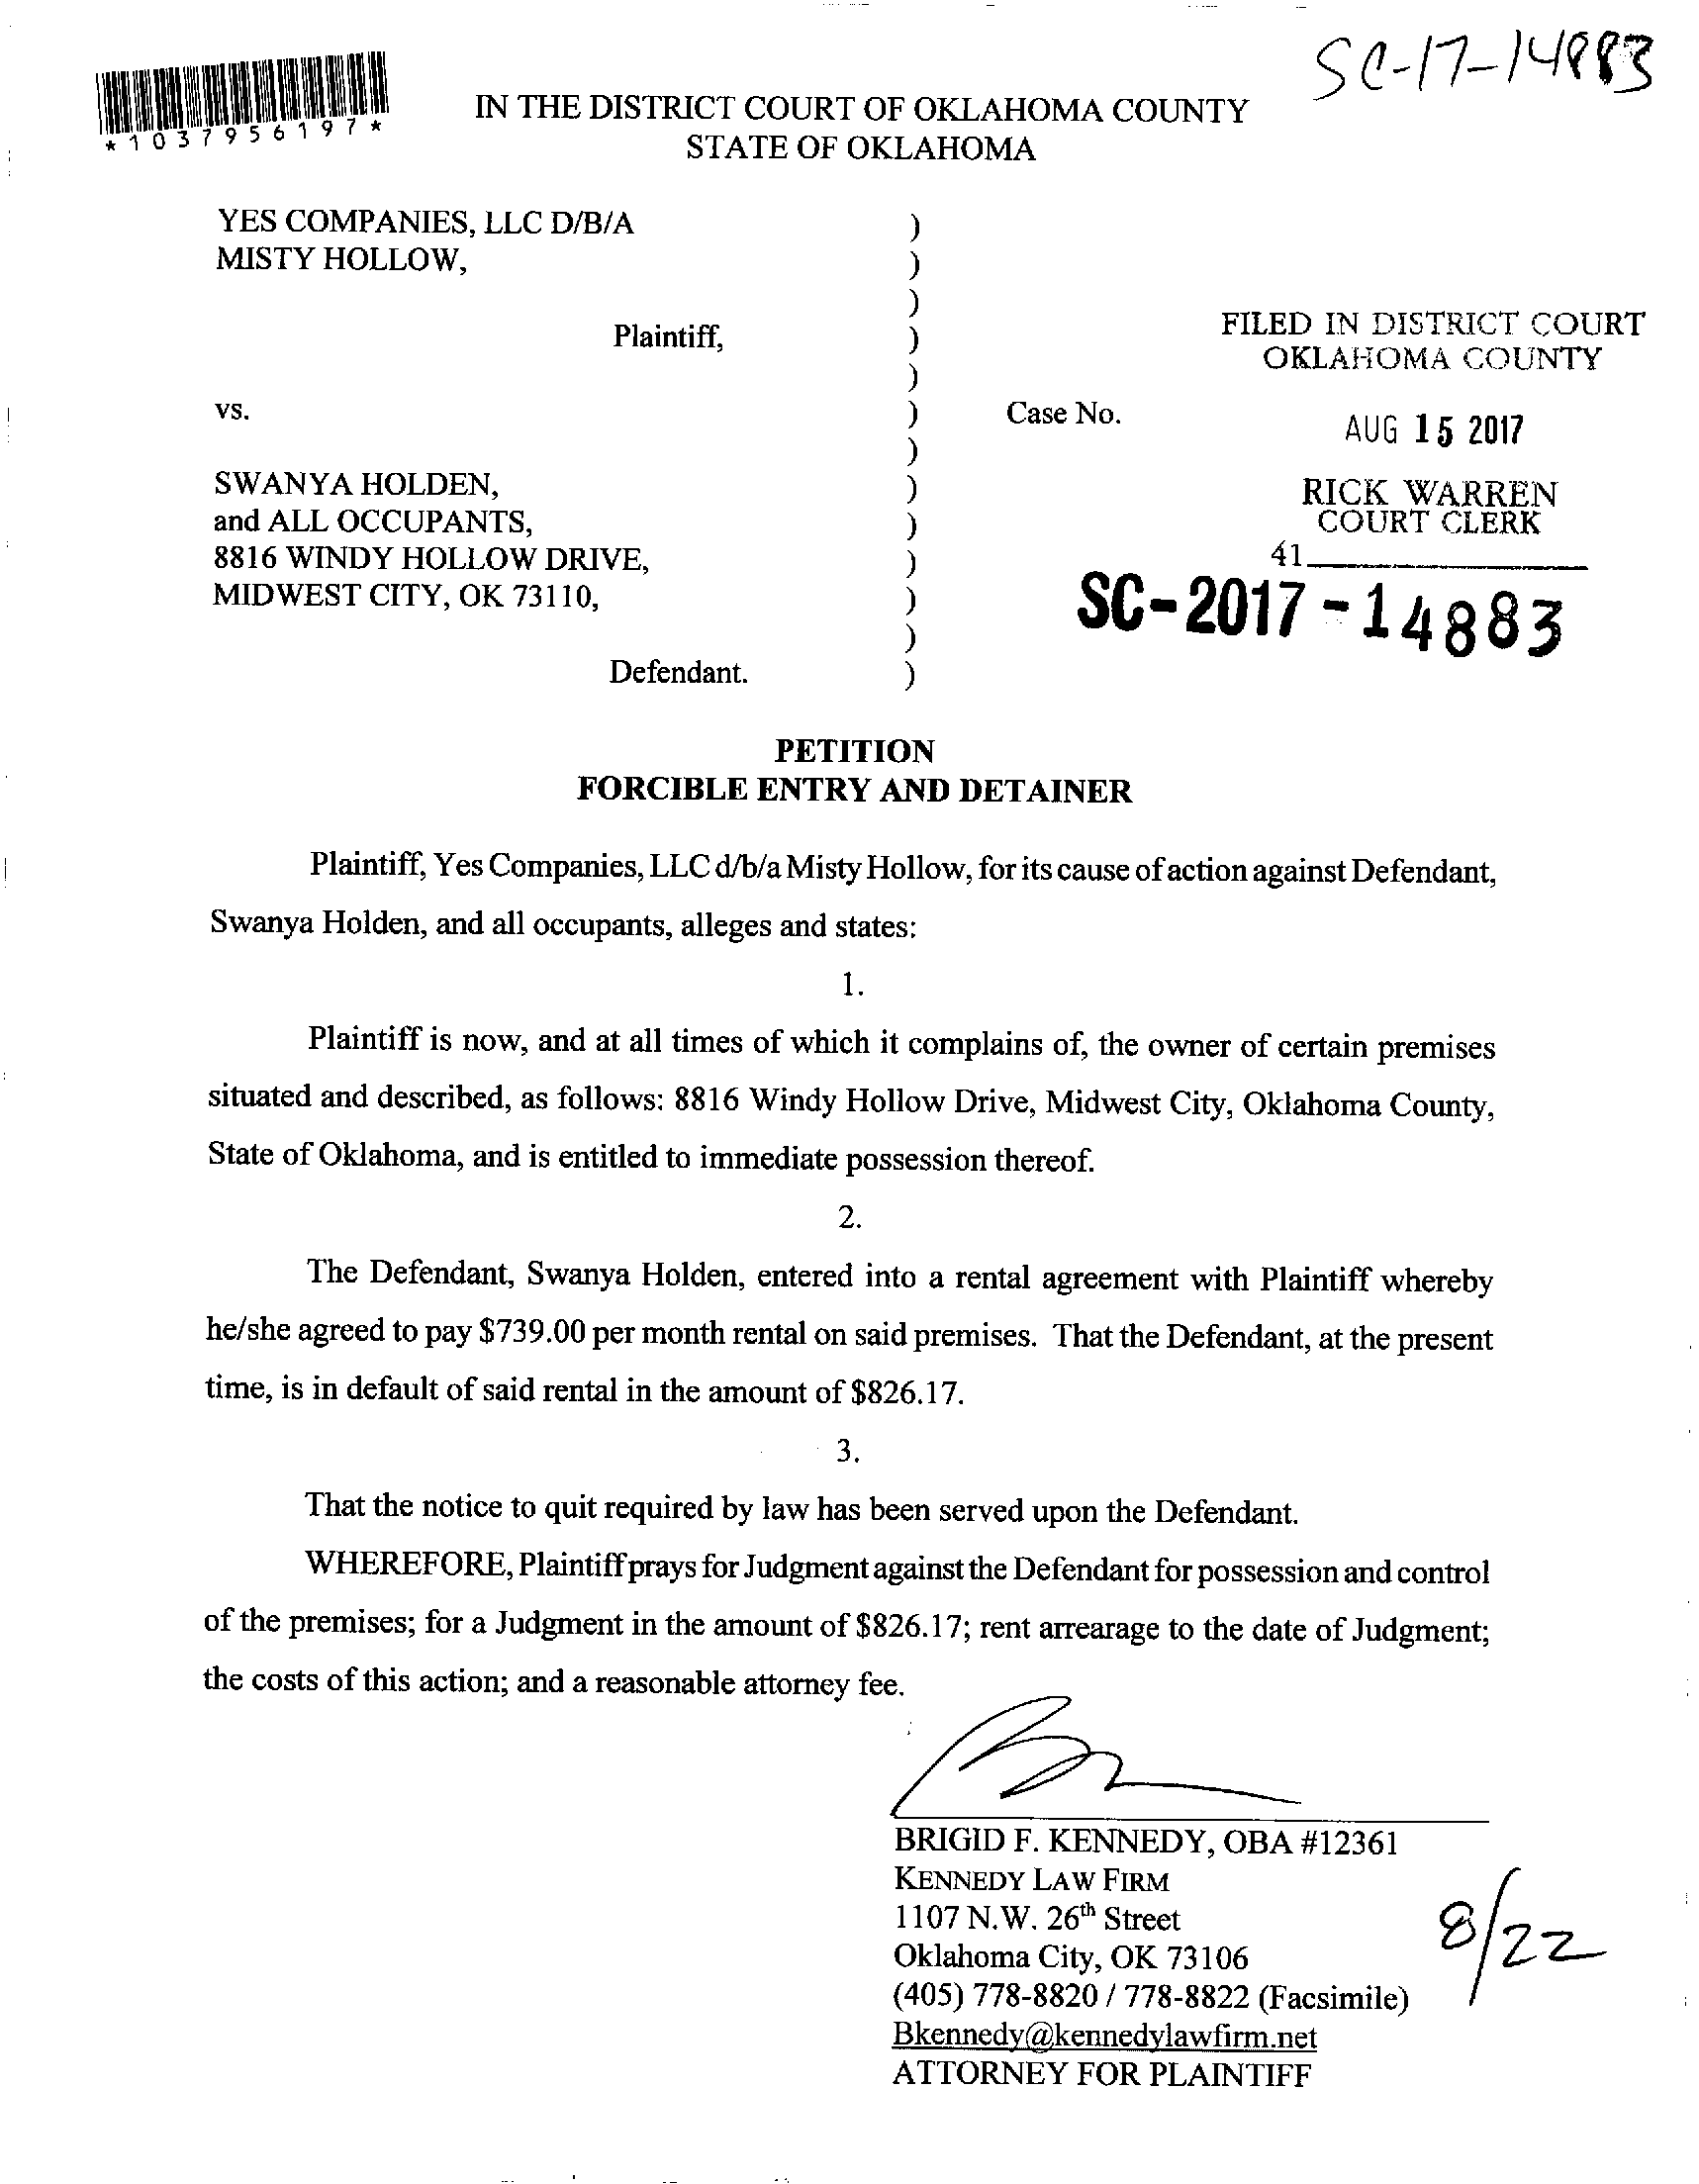 SC-17-14883
*1037956197*
IN THE DISTRICT COURT OF OKLAHOMA COUNTY
STATE OF OKLAHOMA
YES COMPANIES, LLC D/B/A )
MISTY HOLLOW, )
)
Plaintiff, )
)
vs. ) Case No.
)
SWANYA HOLDEN, )
and ALL OCCUPANTS, )
8816 WINDY HOLLOW DRIVE, )
MIDWEST CITY, OK 73110, )
)
Defendant. )
FILED IN DISTRICT COURT
OKLAHOMA COUNTY
AUG 15 2017
RICK WARREN
COURT CLERK
41
SC-2017-14883
PETITION
FORCIBLE ENTRY AND DETAINER
Plaintiff, Yes Companies, LLC d/b/a Misty Hollow, for its cause of action against Defendant,
Swanya Holden, and all occupants, alleges and states:
1.
Plaintiff is now, and at all times of which it complains of, the owner of certain premises
situated and described, as follows: 8816 Windy Hollow Drive, Midwest City, Oklahoma County,
State of Oklahoma, and is entitled to immediate possession thereof.
2.
The Defendant, Swanya Holden, entered into a rental agreement with Plaintiff whereby
he/she agreed to pay $739.00 per month rental on said premises. That the Defendant, at the present
time, is in default of said rental in the amount of $826.17.
3.
That the notice to quit required by law has been served upon the Defendant.
WHEREFORE, Plaintiff prays for Judgment against the Defendant for possession and control
of the premises; for a Judgment in the amount of $826.17; rent arrearage to the date of Judgment;
the costs of this action; and a reasonable attorney fee.
BRIGID F. KENNEDY, OBA #12361
KENNEDY LAW FIRM
1107 N.W. 26th Street
Oklahoma City, OK 73106
(405) 778-8820 / 778-8822 (Facsimile)
Bkennedy@kennedylawfirm.net
ATTORNEY FOR PLAINTIFF
8/22